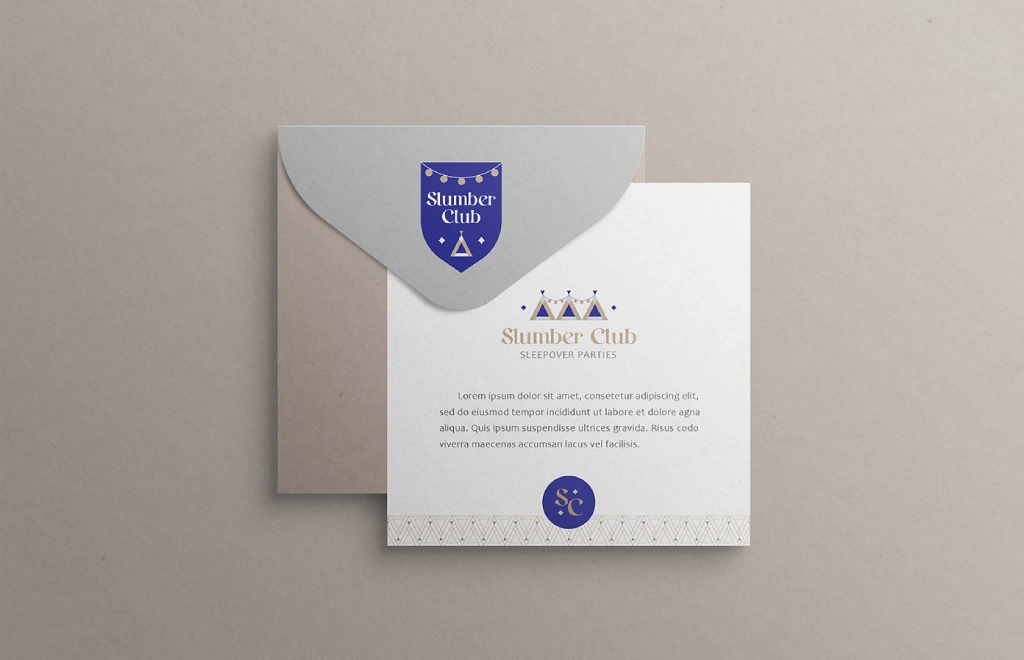 Slumber
Club
Slumber Club
SLEEPOVER PARTIES
Lorem ipsum dolor sit amet, consetetur adipiscing elit,
sed do eiusmod tempor incididunt ut labore et dolore agna
aliqua. Quis ipsum suspendisse ultrices gravida. Risus codo
viverra maecenas accumsan lacus vel facilisis.
SC